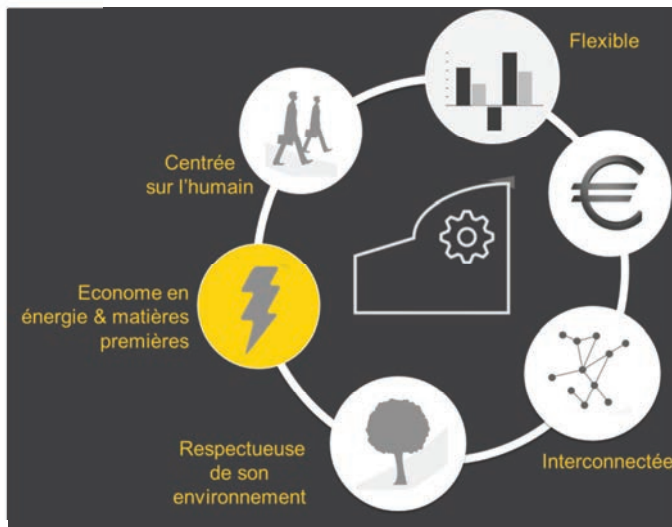 Flexible
Centrée
sur l'humain
€
Econome en
énergie & matières
premières
Respectueuse
de son
environnement
Interconnectée